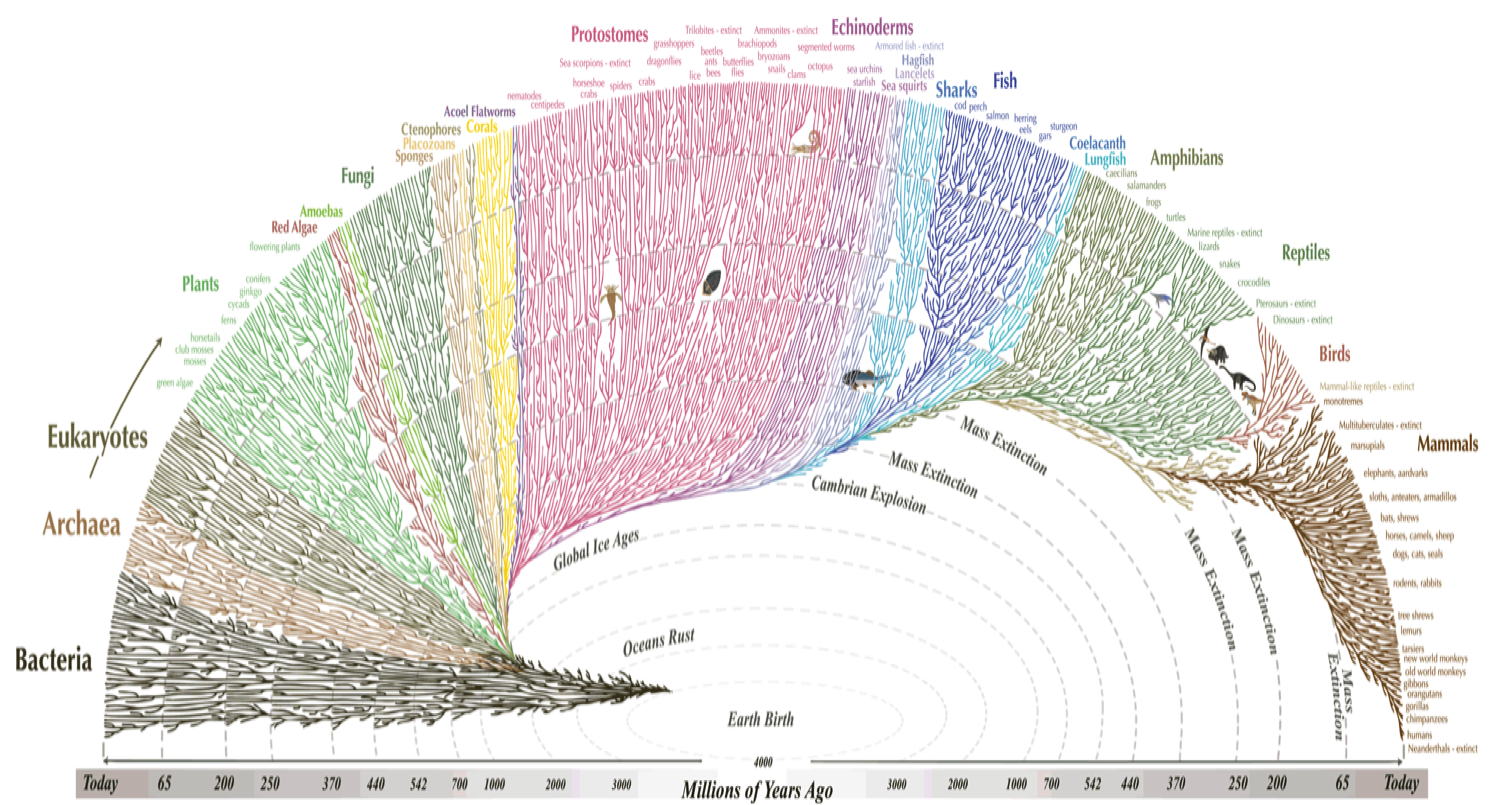 Bacteria
Archaea
Eukaryotes
green algae
mosses
club mosses
horsetails
ferns
cycads
ginkgo
conifers
Plants
flowering plants
Red Algae
Amoebas
Fungi
Sponges
Placozoans
Ctenophores
Corals
Acoel Flatworms
nematodes
centipedes
Protostomes
Sea scorpions - extinct
horseshoe
crabs
spiders
crabs
dragonflies
grasshoppers
Trilobites - extinct
lice
beetles
ants
bees
butterflies
flies
brachiopods
Ammonites - extinct
bryozoans
snails
clams
segmented worms
octopus
Echinoderms
sea urchins
starfish
Armored fish - extinct
Hagfish
Lancelets
Sea squirts
Sharks
Fish
cod
perch
salmon
herring
eels
gars
sturgeon
Coelacanth
Lungfish
Amphibians
caecilians
salamanders
frogs
turtles
Marine reptiles - extinct
lizards
snakes
Reptiles
crocodiles
Pterosaurs - extinct
Dinosaurs - extinct
Birds
Mammal-like reptiles - extinct
monotremes
Multituberculates - extinct
marsupials
Mammals
elephants, aardvarks
sloths, anteaters, armadillos
bats, shrews
horses, camels, sheep
dogs, cats, seals
rodents, rabbits
tree shrews
lemurs
tarsiers
new world monkeys
old world monkeys
gibbons
orangutans
gorillas
chimpanzees
humans
Neanderthals - extinct
Mass Extinction
Mass Extinction
Cambrian Explosion
Global Ice Ages
Oceans Rust
Earth Birth
Mass Extinction
Mass Extinction
Mass
Extinction
4000
Today 65 200 250 370 440 542 700 1000 2000 3000 Millions of Years Ago 3000 2000 1000 700 542 440 370 250 200 65 Today